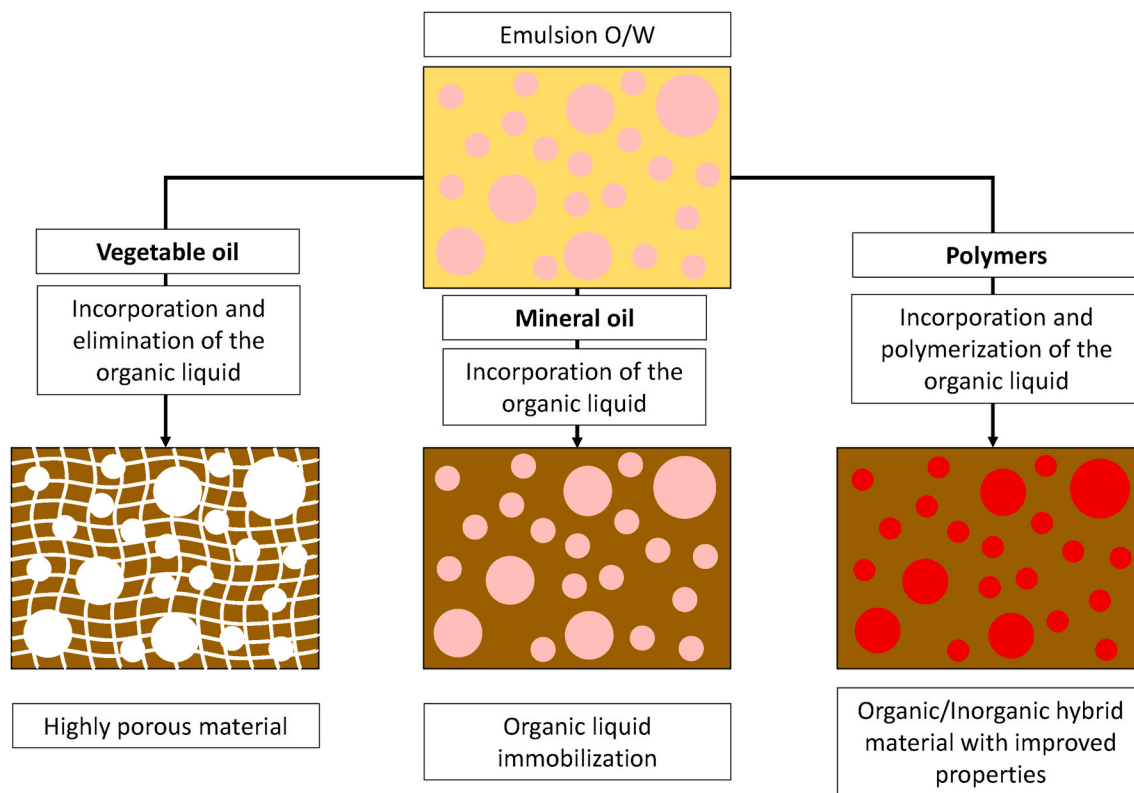 Emulsion O/W
Vegetable oil
Incorporation and
elimination of the
organic liquid
Highly porous material
Mineral oil
Incorporation of the
organic liquid
Organic liquid
immobilization
Polymers
Incorporation and
polymerization of the
organic liquid
Organic/Inorganic hybrid
material with improved
properties